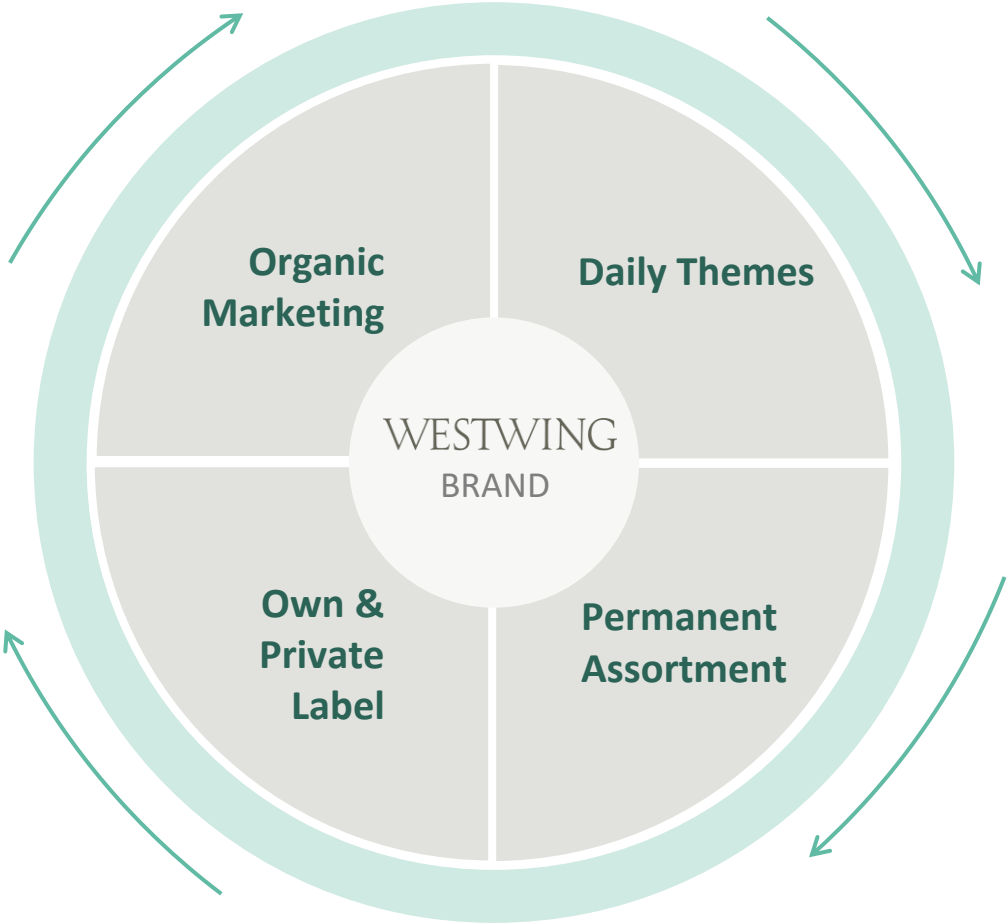 Organic
Marketing
Daily Themes
WESTWING
BRAND
Own &
Private
Label
Permanent
Assortment